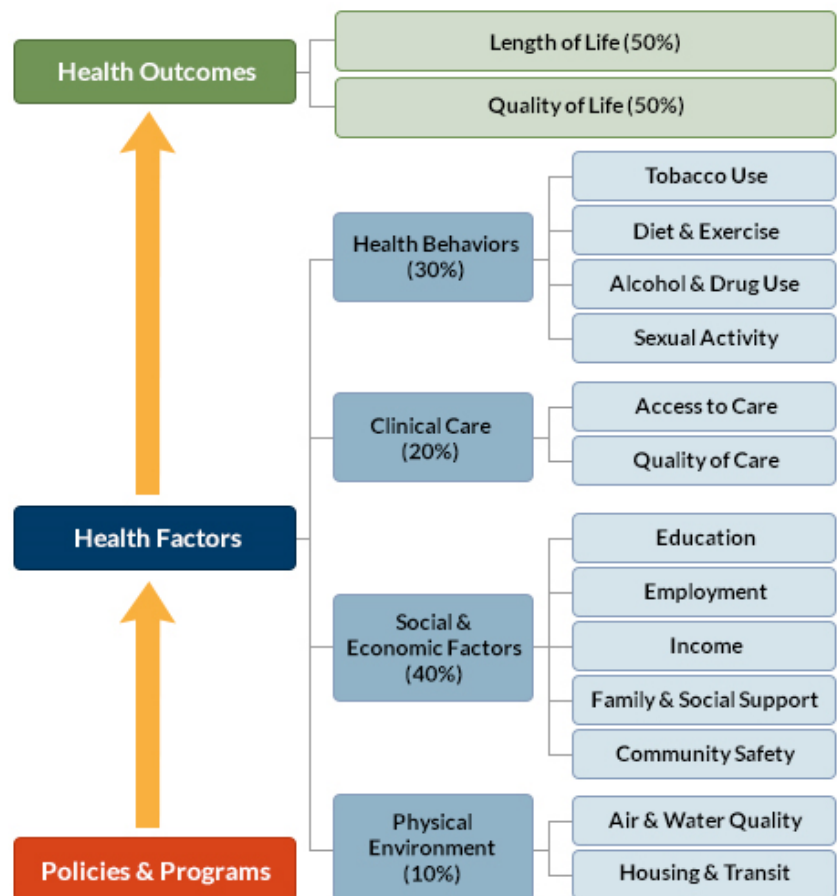 Health Outcomes
Length of Life (50%)
Quality of Life (50%)
Health Factors
Health Behaviors
(30%)
Tobacco Use
Diet & Exercise
Alcohol & Drug Use
Sexual Activity
Clinical Care
(20%)
Access to Care
Quality of Care
Social &
Economic Factors
(40%)
Education
Employment
Income
Family & Social Support
Community Safety
Physical
Environment
(10%)
Air & Water Quality
Housing & Transit
Policies & Programs